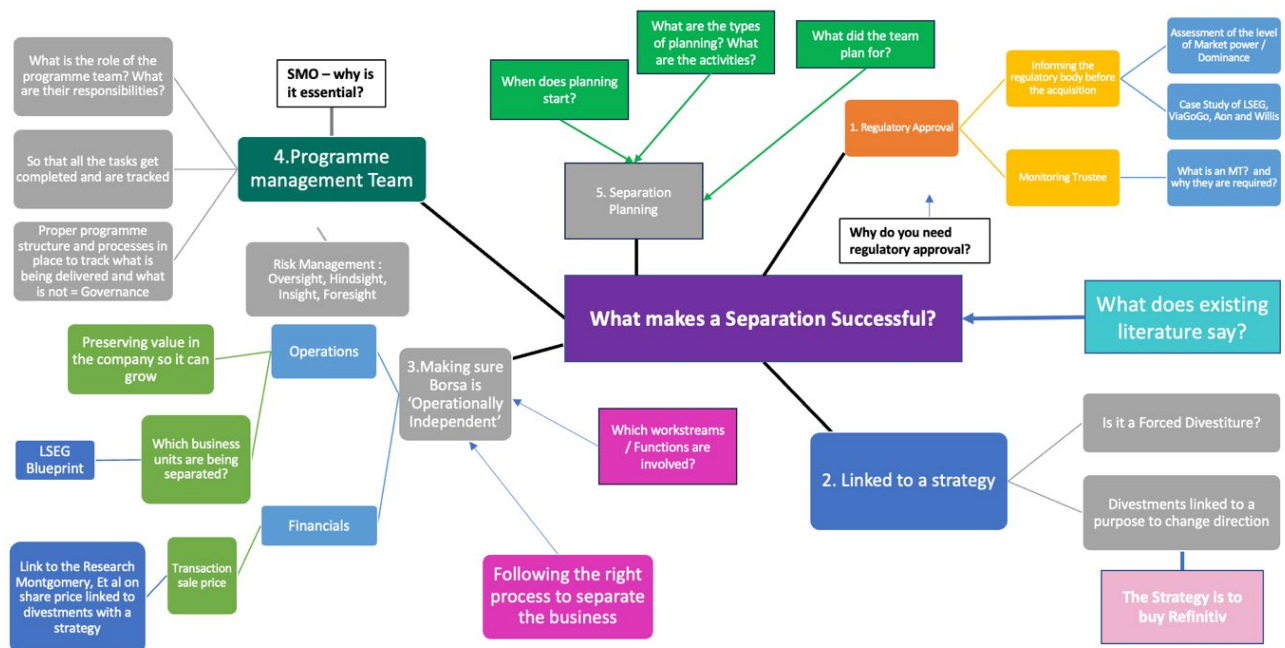 What is the role of the
programme team? What
are their responsibilities?
So that all the tasks get
completed and are tracked
Proper programme
structure and processes in
place to track what is
being delivered and what
is not = Governance
SMO – why is
it essential?
4.Programme
management Team
Risk Management :
Oversight, Hindsight,
Insight, Foresight
When does planning
start?
What are the types
of planning? What
are the activities?
What did the team
plan for?
5. Separation
Planning
1. Regulatory Approval
Informing the
regulatory body before
the acquisition
Assessment of the level
of Market power /
Dominance
Case Study of LSEG,
ViaGoGo, Aon and Willis
Monitoring Trustee
What is an MT? and
why they are required?
Why do you need
regulatory approval?
What makes a Separation Successful?
What does existing
literature say?
Preserving value in
the company so it can
grow
Operations
3.Making sure
Borsa is
‘Operationally
Independent’
LSEG
Blueprint
Which business
units are being
separated?
Financials
Link to the Research
Montgomery, Et al on
share price linked to
divestments with a
strategy
Transaction
sale price
Which workstreams
/ Functions are
involved?
Following the right
process to separate
the business
2. Linked to a strategy
Is it a Forced Divestiture?
Divestments linked to a
purpose to change direction
The Strategy is to
buy Refinitiv